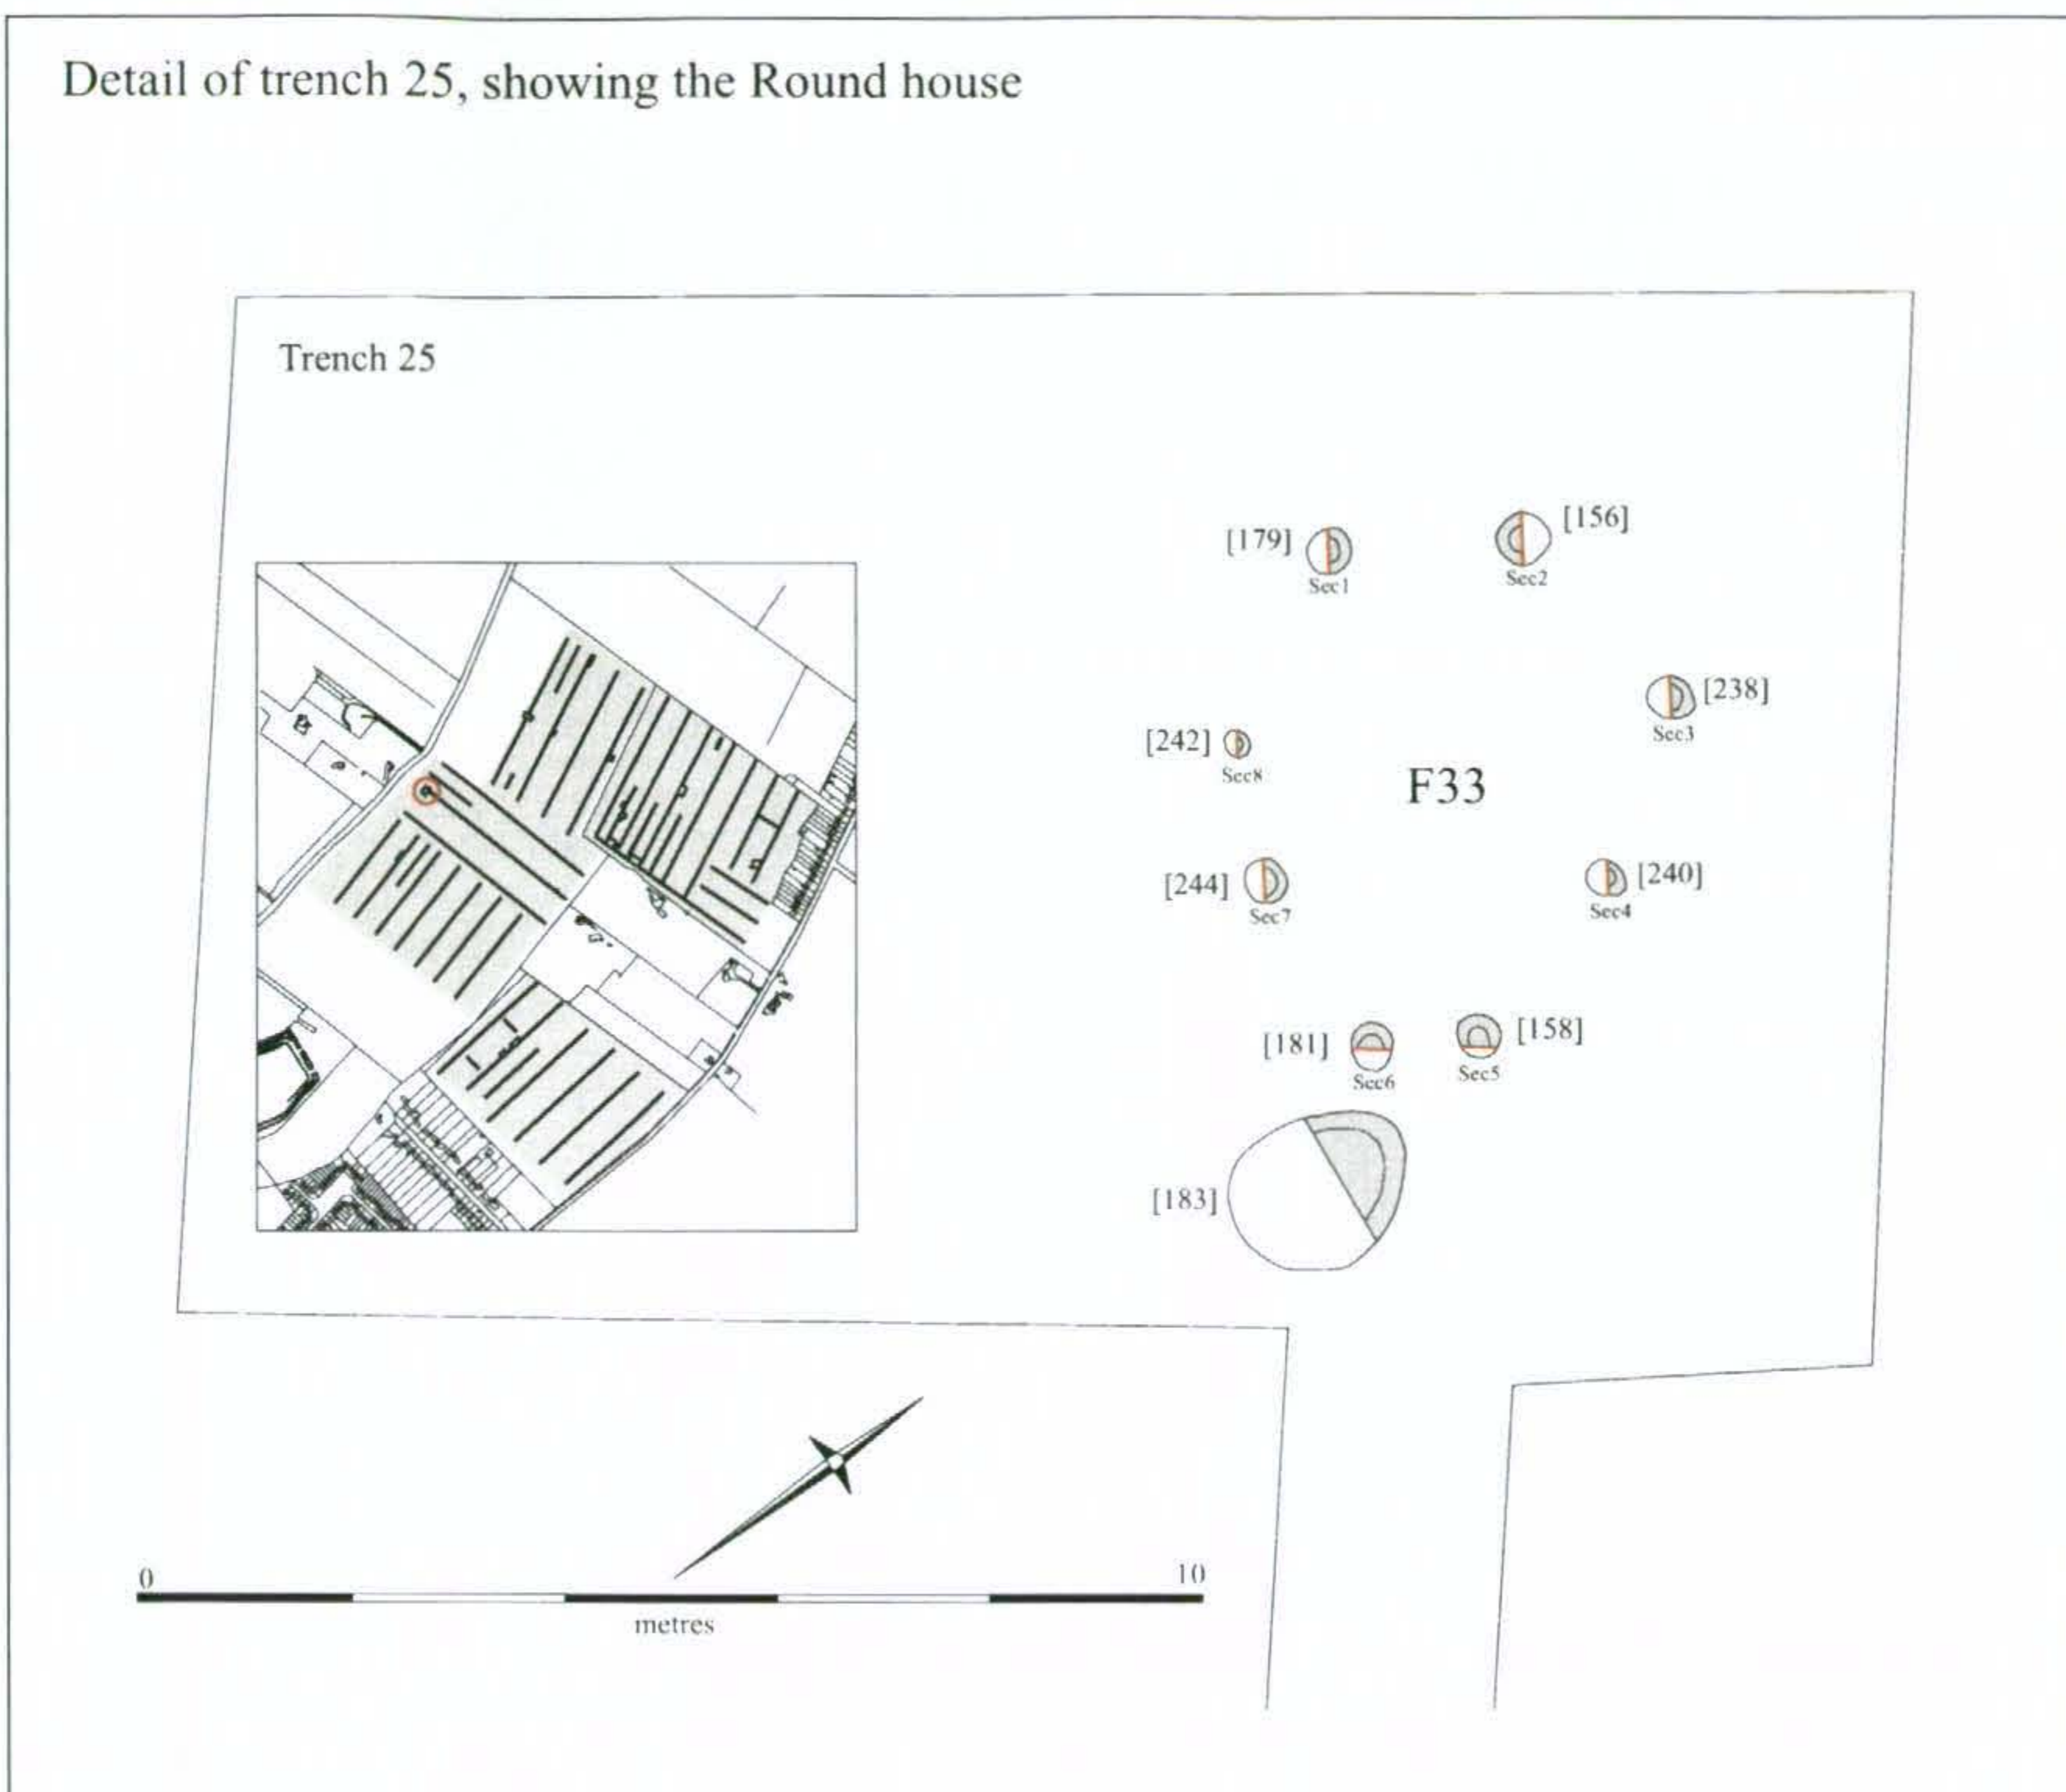 Detail of trench 25, showing the Round house
Trench 25
[179]
Sec1
[156]
Sec2
[238]
Sec3
[242]
Sec8
F33
[244]
Sec7
[240]
Sec4
[181]
Sec6
[158]
Sec5
[183]
0
10
metres